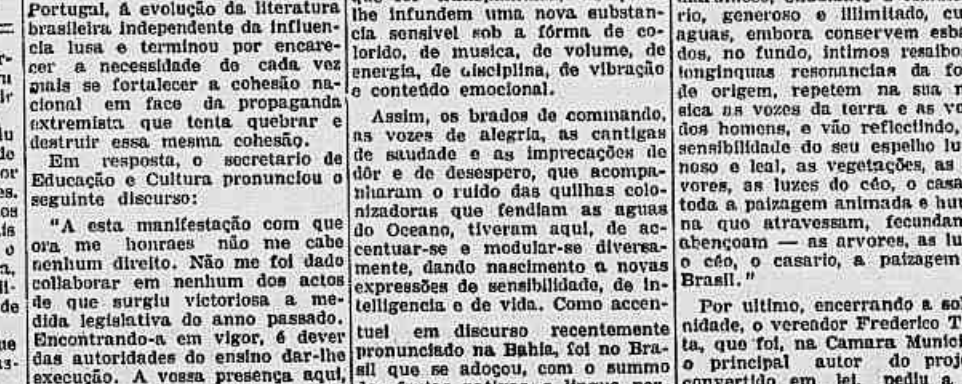 Portugal, á evolução da literatura
brasileira independente da influen-
cia lusa e terminou por encare-
cer a necessidade de cada vez
mais se fortalecer a cohesão na-
cional em face da propaganda
extremista que tenta quebrar e
destruir essa mesma cohesão.
Em resposta, o secretario de
Educação e Cultura pronunciou o
seguinte discurso:
"A esta manifestação com que
ora me honraes não me cabe
nenhum direito. Não me foi dado
collaborar em nenhum dos actos
de que surgiu victoriosa a me-
dida legislativa do anno passado.
Encontrando-a em vigor, é dever
das autoridades do ensino dar-lhe
execução. A vossa presença aqui,
lhe infundem uma nova substan-
cia sensivel sob a fórma de co-
lorido, de musica, de volume, de
energia, de disciplina, de vibração
e conteúdo emocional.
Assim, os brados de commando,
as vozes de alegria, as cantigas
de saudade e as imprecações de
dôr e de desespero, que acompa-
nharam o ruido das quilhas colo-
nizadoras que fendiam as aguas
do Oceano, tiveram aqui, de ac-
centuar-se e modular-se diversa-
mente, dando nascimento a novas
expressões de sensibilidade, de in-
telligencia e de vida. Como accen-
tuei em discurso recentemente
pronunciado na Bahia, foi no Bra-
sil que se adoçou, com o summo
rio, generoso e illimitado,
aguas, embora conservem
dos, no fundo, intimos
longinquas resonancias da
de origem, repetem na sua
sica as vozes da terra e as
dos homens, e vão reflectindo,
sensibilidade do seu espelho
noso e leal, as vegetações, as
vores, as luzes do céo, o
toda a paizagem animada e
na que atravessam,
abençoam — as arvores, as
o céo, o casario, a paizagem
Brasil."
Por ultimo, encerrando a
nidade, o vereador Frederico
ta, que foi, na Camara
o principal autor do
convertido em lei, pediu a